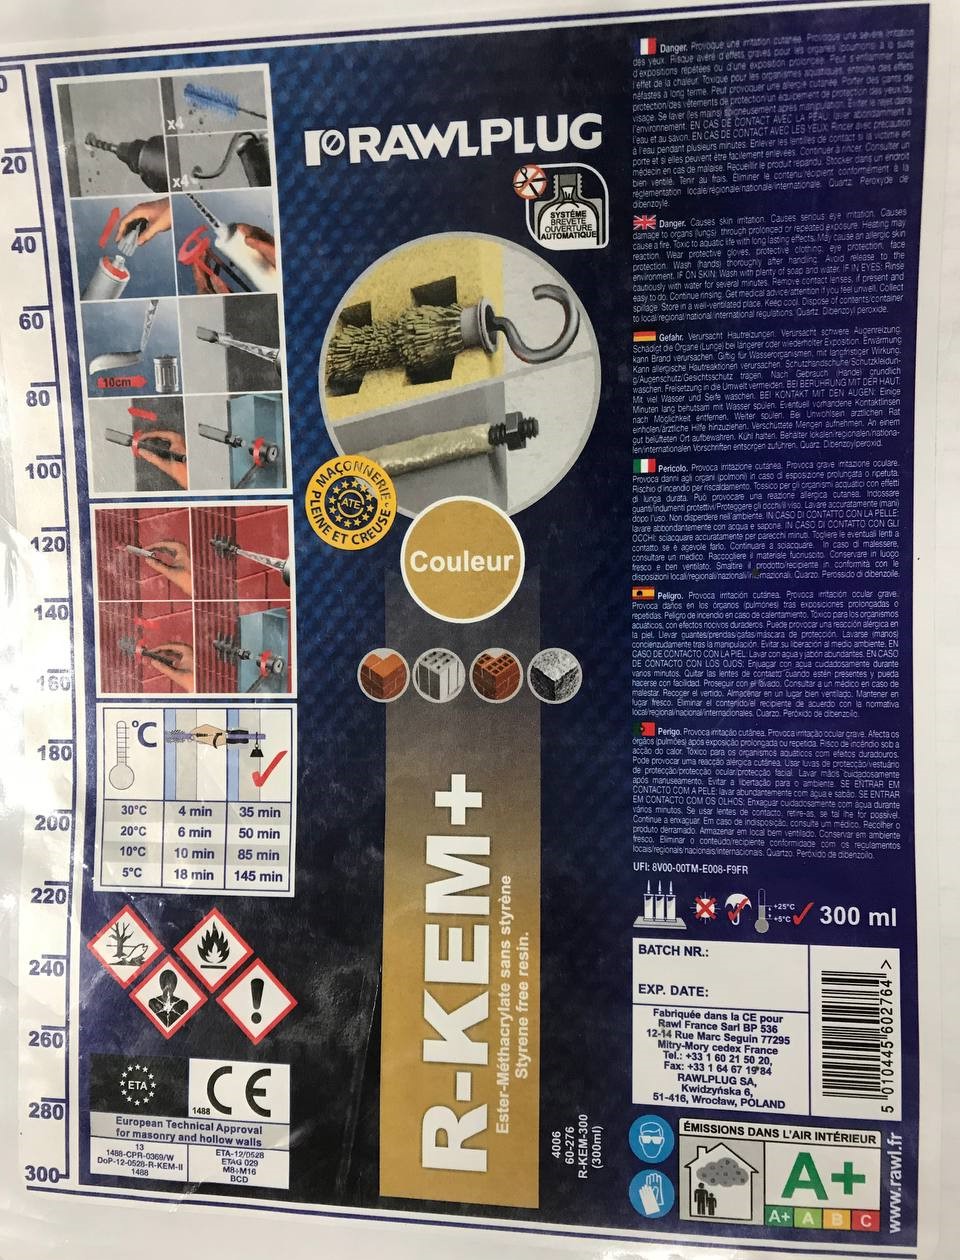 0
20
40
60
80
100
120
140
160
180
200
220
240
260
280
300
x4
x4
10cm
°C
30°C 4 min 35 min
20°C 6 min 50 min
10°C 10 min 85 min
5°C 18 min 145 min
ETA
CE
1488
European Technical Approval
for masonry and hollow walls
13
1488-CPR-0369/W
DoP-12-0528-R-KEM-II
1488
ETA-12/0528
ETAG 029
M8÷M16
BCD
RAWLPLUG
SYSTÈME
BREVETÉ
OUVERTURE
AUTOMATIQUE
MAÇONNERIE
PLEINE ET CREUSE
ATE
Couleur
R-KEM+
Ester-Méthacrylate sans styrène
Styrene free resin.
4006
60-276
R-KEM-300
(300ml)
Danger. Provoque une irritation cutanée. Provoque une sévère irritation
des yeux. Risque avéré d'effets graves pour les organes (poumons) à la suite
d'expositions répétées ou d'une exposition prolongée. Peut s'enflammer sous
l'effet de la chaleur. Toxique pour les organismes aquatiques, entraîne des effets
néfastes à long terme. Peut provoquer une allergie cutanée. Porter des gants de
protection/des vêtements de protection/un équipement de protection des yeux/du
visage. Se laver (les mains) soigneusement après manipulation. Éviter le rejet dans
l'environnement. EN CAS DE CONTACT AVEC LA PEAU: laver abondamment à
l'eau et au savon. EN CAS DE CONTACT AVEC LES YEUX: Rincer avec précaution
à l'eau pendant plusieurs minutes. Enlever les lentilles de contact si la victime en
porte et si elles peuvent être facilement enlevées. Continuer à rincer. Consulter un
médecin en cas de malaise. Recueillir le produit répandu. Stocker dans un endroit
bien ventilé. Tenir au frais. Éliminer le contenu/récipient conformément à la
réglementation locale/régionale/nationale/internationale. Quartz. Peroxyde de
dibenzoyle.
Danger. Causes skin irritation. Causes serious eye irritation. Causes
damage to organs (lungs) through prolonged or repeated exposure. Heating may
cause a fire. Toxic to aquatic life with long lasting effects. May cause an allergic skin
reaction. Wear protective gloves, protective clothing, eye protection, face
protection. Wash (hands) thoroughly after handling. Avoid release to the
environment. IF ON SKIN: Wash with plenty of soap and water. IF IN EYES: Rinse
cautiously with water for several minutes. Remove contact lenses, if present and
easy to do. Continue rinsing. Get medical advice/attention if you feel unwell. Collect
spillage. Store in a well-ventilated place. Keep cool. Dispose of contents/container
to local/regional/national/international regulations. Quartz. Dibenzoyl peroxide.
Gefahr. Verursacht Hautreizungen. Verursacht schwere Augenreizung.
Schädigt die Organe (Lunge) bei längerer oder wiederholter Exposition. Erwärmung
kann Brand verursachen. Giftig für Wasserorganismen, mit langfristiger Wirkung.
Kann allergische Hautreaktionen verursachen. Schutzhandschuhe/Schutzkleidun-
g/Augenschutz/Gesichtsschutz tragen. Nach Gebrauch (Hände) gründlich
waschen. Freisetzung in die Umwelt vermeiden. BEI BERÜHRUNG MIT DER HAUT:
Mit viel Wasser und Seife waschen. BEI KONTAKT MIT DEN AUGEN: Einige
Minuten lang behutsam mit Wasser spülen. Eventuell vorhandene Kontaktlinsen
nach Möglichkeit entfernen. Weiter spülen. Bei Unwohlsein ärztlichen Rat
einholen/ärztliche Hilfe hinzuziehen. Verschüttete Mengen aufnehmen. An einem
gut belüfteten Ort aufbewahren. Kühl halten. Behälter lokalen/regionalen/nationa-
len/internationalen Vorschriften entsorgen zuführen. Quarz. Dibenzoylperoxid.
Pericolo. Provoca irritazione cutanea. Provoca grave irritazione oculare.
Provoca danni agli organi (polmoni) in caso di esposizione prolungata o ripetuta.
Rischio d'incendio per riscaldamento. Tossico per gli organismi acquatici con effetti
di lunga durata. Può provocare una reazione allergica cutanea. Indossare
guanti/indumenti protettivi/Proteggere gli occhi/il viso. Lavare accuratamente (mani)
dopo l'uso. Non disperdere nell'ambiente. IN CASO DI CONTATTO CON LA PELLE:
lavare abbondantemente con acqua e sapone. IN CASO DI CONTATTO CON GLI
OCCHI: sciacquare accuratamente per parecchi minuti. Togliere le eventuali lenti a
contatto se è agevole farlo. Continuare a sciacquare. In caso di malessere,
consultare un medico. Raccogliere il materiale fuoriuscito. Conservare in luogo
fresco e ben ventilato. Smaltire il prodotto/recipiente in conformità con le
disposizioni locali/regionali/nazionali/internazionali. Quarzo. Perossido di dibenzoile.
Peligro. Provoca irritación cutánea. Provoca irritación ocular grave.
Provoca daños en los órganos (pulmones) tras exposiciones prolongadas o
repetidas. Peligro de incendio en caso de calentamiento. Tóxico para los organismos
acuáticos, con efectos nocivos duraderos. Puede provocar una reacción alérgica en
la piel. Llevar guantes/prendas/gafas/máscara de protección. Lavarse (manos)
concienzudamente tras la manipulación. Evitar su liberación al medio ambiente. EN
CASO DE CONTACTO CON LA PIEL: Lavar con agua y jabón abundantes. EN CASO
DE CONTACTO CON LOS OJOS: Enjuagar con agua cuidadosamente durante
varios minutos. Quitar las lentes de contacto cuando estén presentes y pueda
hacerse con facilidad. Proseguir con el lavado. Consultar a un médico en caso de
malestar. Recoger el vertido. Almacenar en un lugar bien ventilado. Mantener en
lugar fresco. Eliminar el contenido/el recipiente de acuerdo con la normativa
local/regional/nacional/internacionales. Cuarzo. Peróxido de dibenzoilo.
Perigo. Provoca irritação cutânea. Provoca irritação ocular grave. Afecta os
órgãos (pulmões) após exposição prolongada ou repetida. Risco de incêndio sob a
acção do calor. Tóxico para os organismos aquáticos com efeitos duradouros.
Pode provocar uma reacção alérgica cutânea. Usar luvas de protecção/vestuário
de protecção/protecção ocular/protecção facial. Lavar mãos cuidadosamente
após manuseamento. Evitar a libertação para o ambiente. SE ENTRAR EM
CONTACTO COM A PELE: lavar abundantemente com água e sabão. SE ENTRAR
EM CONTACTO COM OS OLHOS: Enxaguar cuidadosamente com água durante
vários minutos. Se usar lentes de contacto, retire-as, se tal lhe for possível.
Continue a enxaguar. Em caso de indisposição, consulte um médico. Recolher o
produto derramado. Armazenar em local bem ventilado. Conservar em ambiente
fresco. Eliminar o conteúdo/recipiente conformidade com os regulamentos
locais/regionais/nacionais/internacionais. Quartzo. Peróxido de dibenzoilo.
UFI: 8V00-00TM-E008-F9FR
+25°C
+5°C
300 ml
BATCH NR.:
EXP. DATE:
Fabriquée dans la CE pour
Rawl France Sarl BP 536
12-14 Rue Marc Seguin 77295
Mitry-Mory cedex France
Tel.: +33 1 60 21 50 20,
Fax: +33 1 64 67 19 84
RAWLPLUG SA,
Kwidzyńska 6,
51-416, Wrocław, POLAND
5 010445 602764 >
ÉMISSIONS DANS L'AIR INTÉRIEUR
A+
A+ A B C
www.rawl.fr